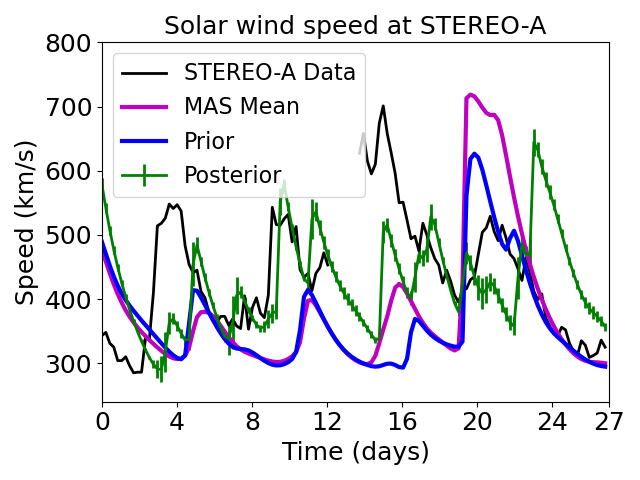 Solar wind speed at STEREO-A
800
700
600
500
400
300
Speed (km/s)
STEREO-A Data
MAS Mean
Prior
Posterior
0 4 8 12 16 20 24 27
Time (days)